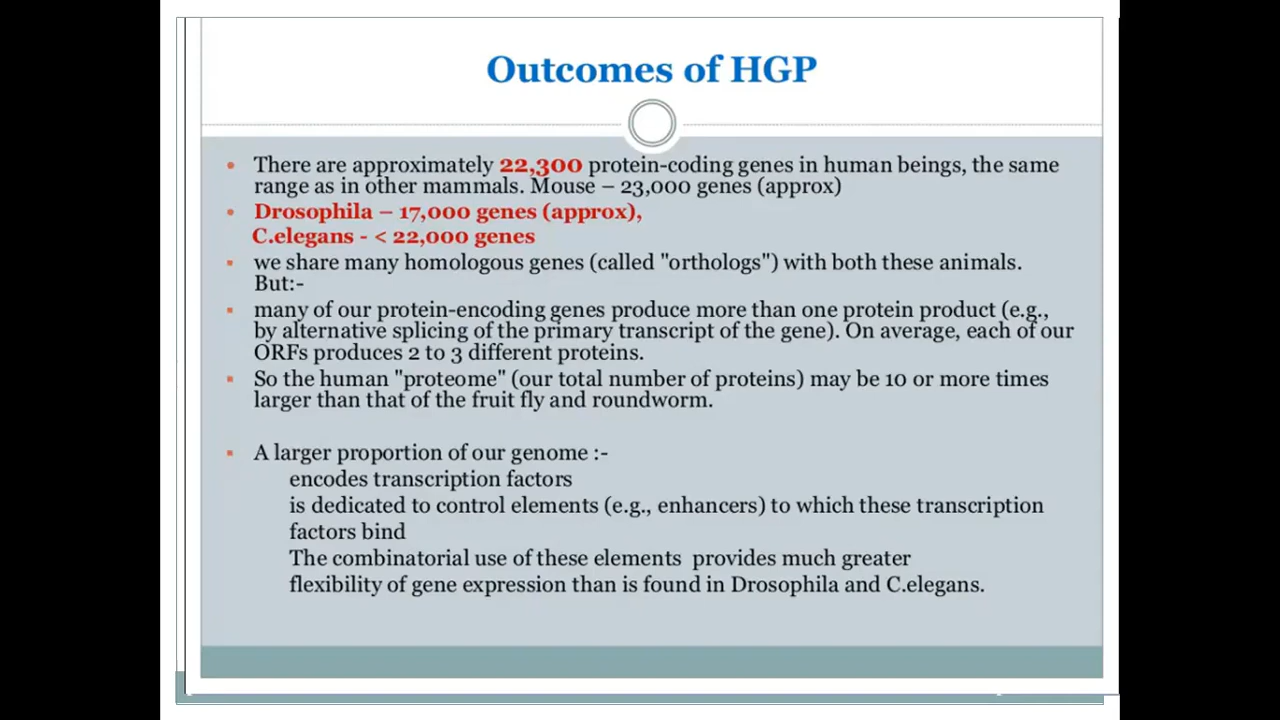 Outcomes of HGP
There are approximately 22,300 protein-coding genes in human beings, the same
range as in other mammals. Mouse – 23,000 genes (approx)
Drosophila – 17,000 genes (approx),
C.elegans - < 22,000 genes
we share many homologous genes (called "orthologs") with both these animals.
But:-
many of our protein-encoding genes produce more than one protein product (e.g.,
by alternative splicing of the primary transcript of the gene). On average, each of our
ORFs produces 2 to 3 different proteins.
So the human "proteome" (our total number of proteins) may be 10 or more times
larger than that of the fruit fly and roundworm.
A larger proportion of our genome :-
encodes transcription factors
is dedicated to control elements (e.g., enhancers) to which these transcription
factors bind
The combinatorial use of these elements provides much greater
flexibility of gene expression than is found in Drosophila and C.elegans.